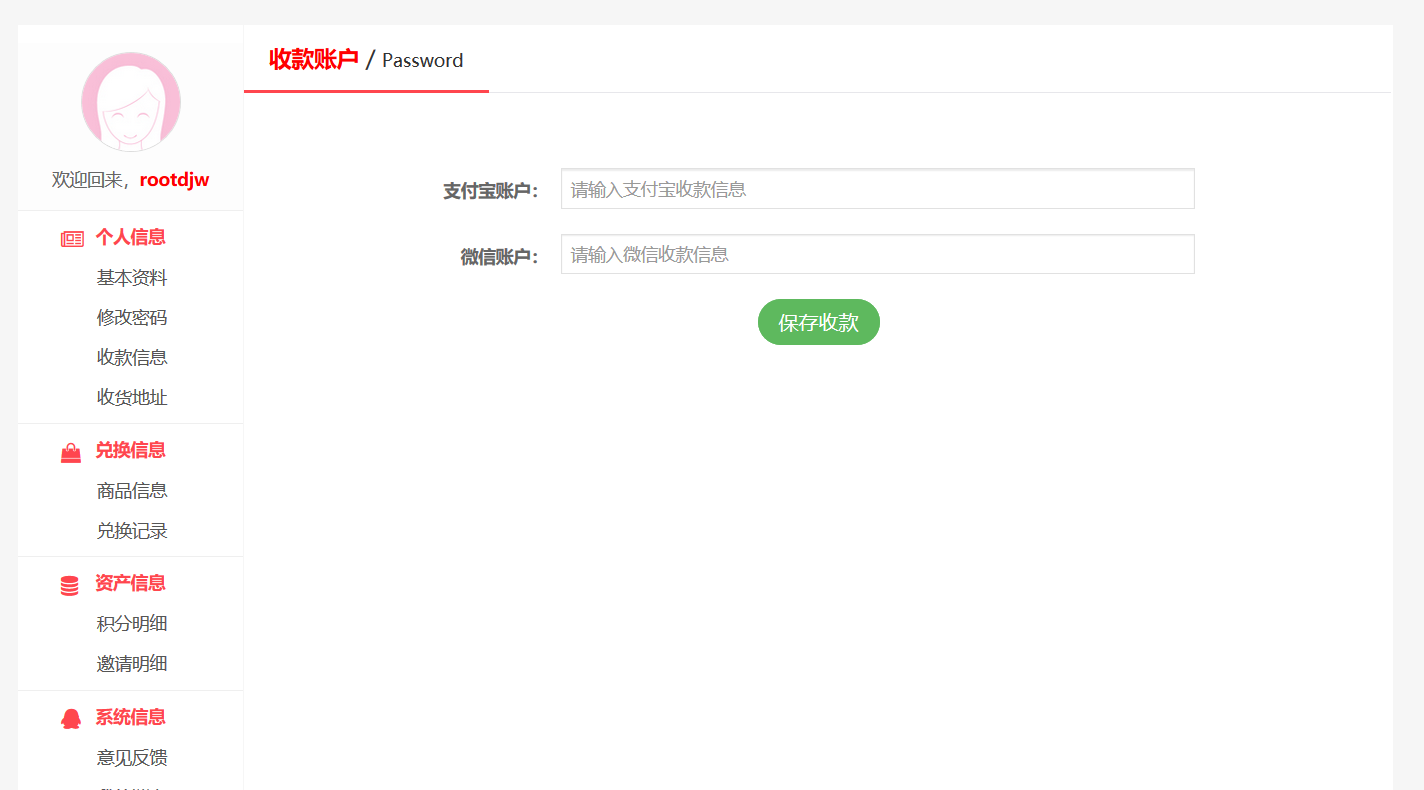 收款账户 / Password
欢迎回来，rootdjw
个人信息
基本资料
修改密码
收款信息
收货地址
兑换信息
商品信息
兑换记录
资产信息
积分明细
邀请明细
系统信息
意见反馈
支付宝账户：
请输入支付宝收款信息
微信账户：
请输入微信收款信息
保存收款